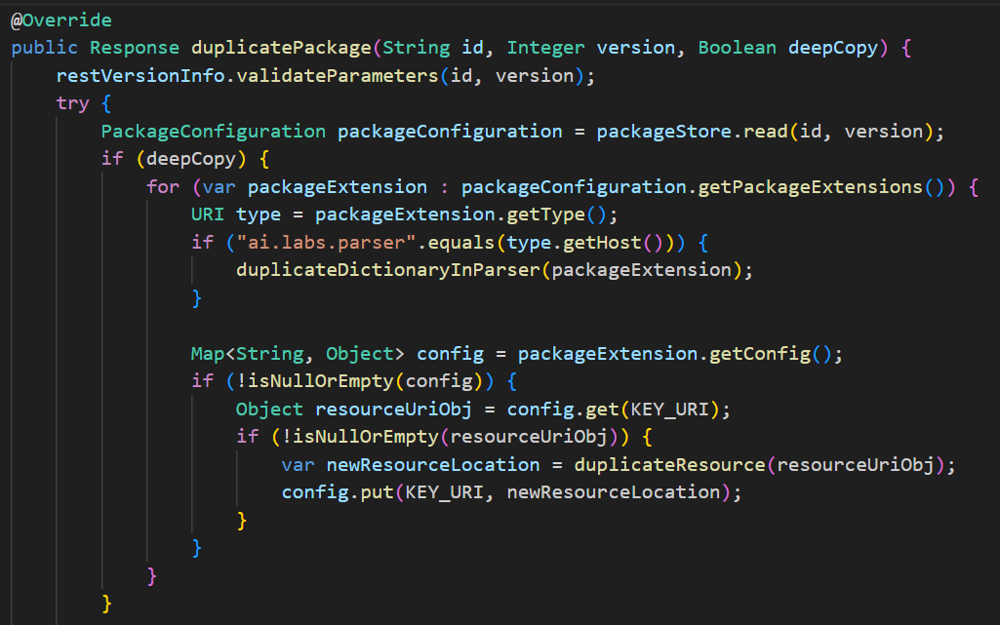 @Override
public Response duplicatePackage(String id, Integer version, Boolean deepCopy) {
    restVersionInfo.validateParameters(id, version);
    try {
        PackageConfiguration packageConfiguration = packageStore.read(id, version);
        if (deepCopy) {
            for (var packageExtension : packageConfiguration.getPackageExtensions()) {
                URI type = packageExtension.getType();
                if ("ai.labs.parser".equals(type.getHost())) {
                    duplicateDictionaryInParser(packageExtension);
                }

                Map<String, Object> config = packageExtension.getConfig();
                if (!isNullOrEmpty(config)) {
                    Object resourceUriObj = config.get(KEY_URI);
                    if (!isNullOrEmpty(resourceUriObj)) {
                        var newResourceLocation = duplicateResource(resourceUriObj);
                        config.put(KEY_URI, newResourceLocation);
                    }
                }
            }
        }